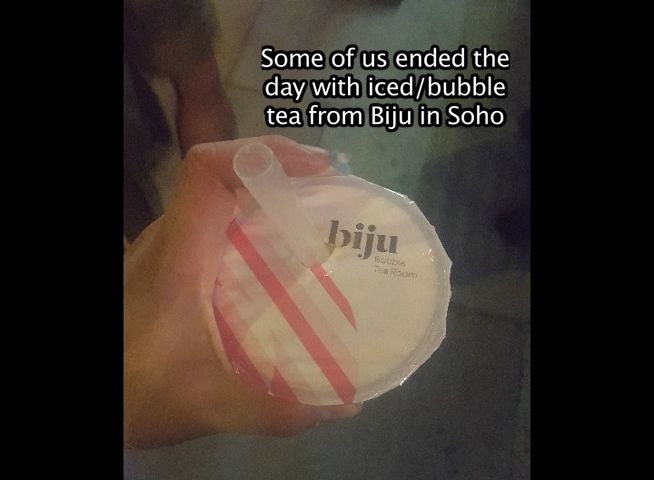 Some of us ended the
day with iced/bubble
tea from Biju in Soho
biju
Bubble
Tea Room